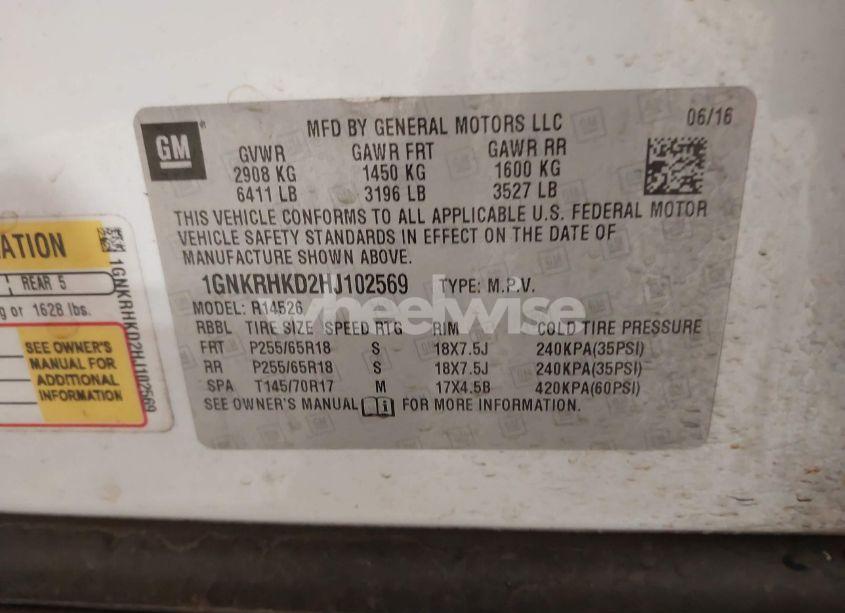 GM
MFD BY GENERAL MOTORS LLC
06/16
GVWR GAWR FRT GAWR RR
2908 KG 1450 KG 1600 KG
6411 LB 3196 LB 3527 LB
THIS VEHICLE CONFORMS TO ALL APPLICABLE U.S. FEDERAL MOTOR
VEHICLE SAFETY STANDARDS IN EFFECT ON THE DATE OF
MANUFACTURE SHOWN ABOVE.
1GNKRHKD2HJ102569 TYPE: M.P.V.
MODEL: R14526
RBBL TIRE SIZE SPEED RTG RIM COLD TIRE PRESSURE
FRT P255/65R18 S 18X7.5J 240KPA(35PSI)
RR P255/65R18 S 18X7.5J 240KPA(35PSI)
SPA T145/70R17 M 17X4.5B 420KPA(60PSI)
SEE OWNER'S MANUAL FOR MORE INFORMATION.
wheelwise
REAR 5
or 1628 lbs.
SEE OWNER'S
MANUAL FOR
ADDITIONAL
INFORMATION
1GNKRHKD2HJ102569